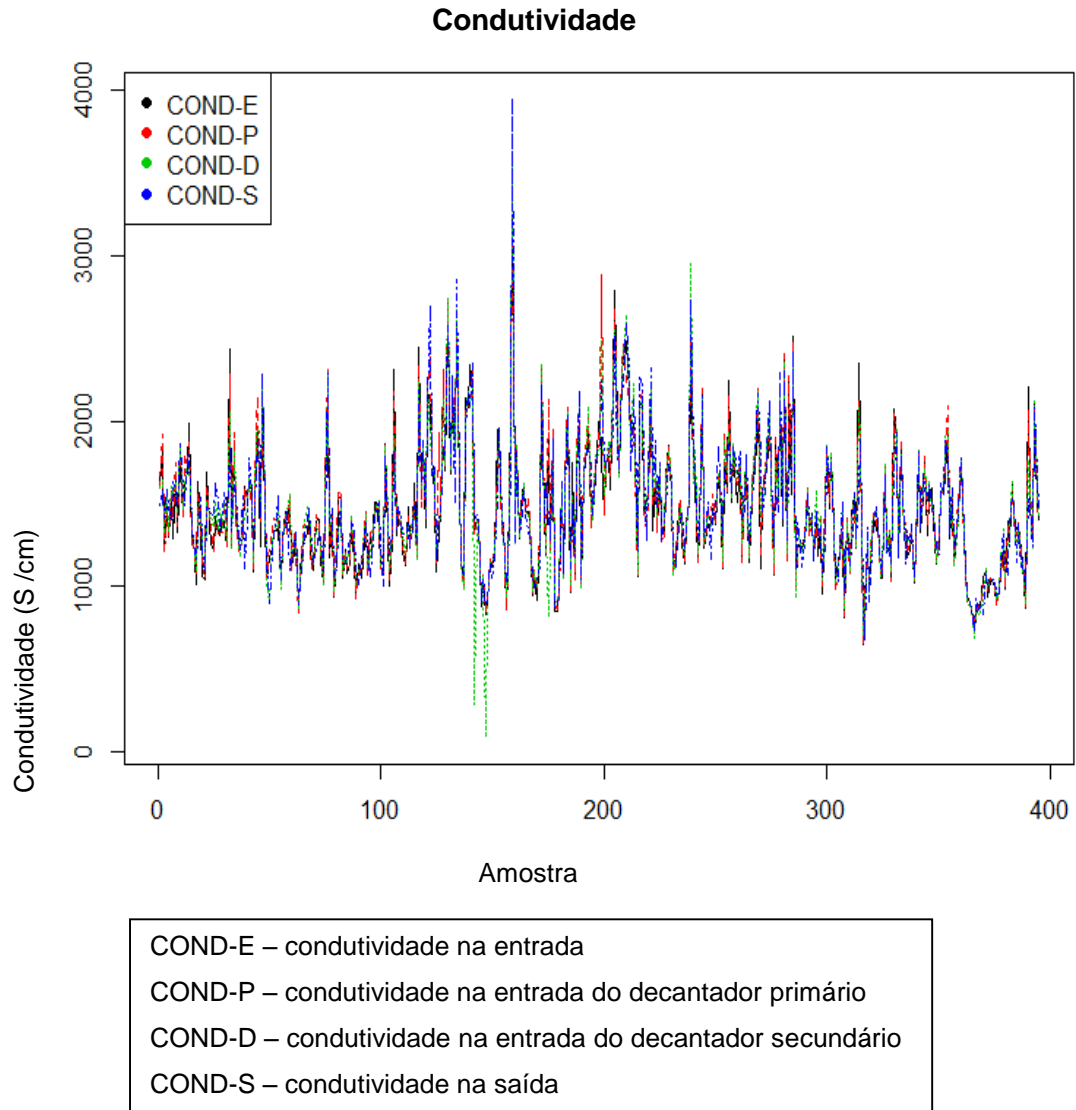 Condutividade
4000
3000
2000
1000
0
COND-E
COND-P
COND-D
COND-S
Condutividade (S /cm)
0 100 200 300 400
Amostra
COND-E – condutividade na entrada
COND-P – condutividade na entrada do decantador primário
COND-D – condutividade na entrada do decantador secundário
COND-S – condutividade na saída